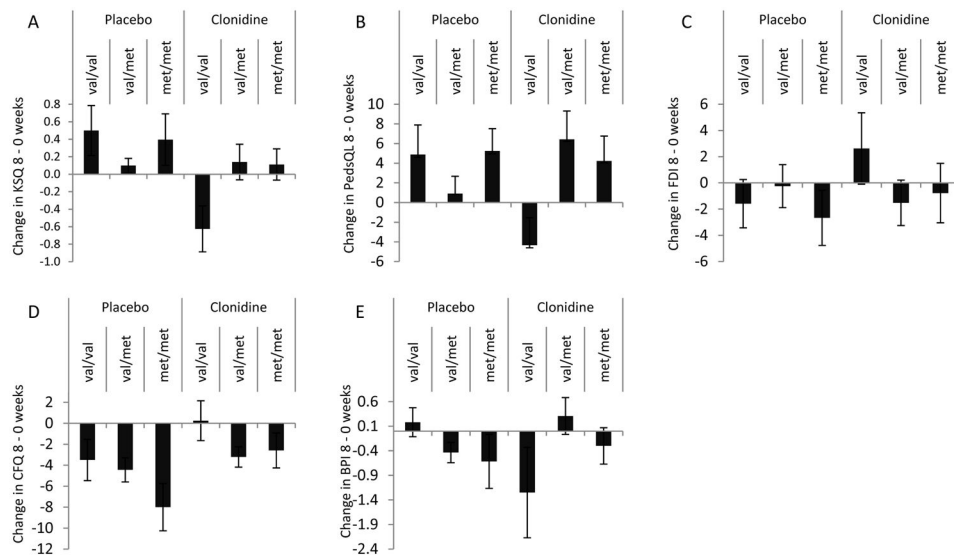 A
Placebo Clonidine
val/val val/met met/met val/val val/met met/met
Change in KSQ 8 - 0 weeks
0.8
0.6
0.4
0.2
0.0
-0.2
-0.4
-0.6
-0.8
-1.0
B
Placebo Clonidine
val/val val/met met/met val/val val/met met/met
Change in PedsQL 8 - 0 weeks
10
8
6
4
2
0
-2
-4
-6
C
Placebo Clonidine
val/val val/met met/met val/val val/met met/met
Change in FDI 8 - 0 weeks
6
4
2
0
-2
-4
-6
D
Placebo Clonidine
val/val val/met met/met val/val val/met met/met
Change in CFQ 8 - 0 weeks
2
0
-2
-4
-6
-8
-10
-12
E
Placebo Clonidine
val/val val/met met/met val/val val/met met/met
Change in BPI 8 - 0 weeks
0.6
0.1
-0.4
-0.9
-1.4
-1.9
-2.4